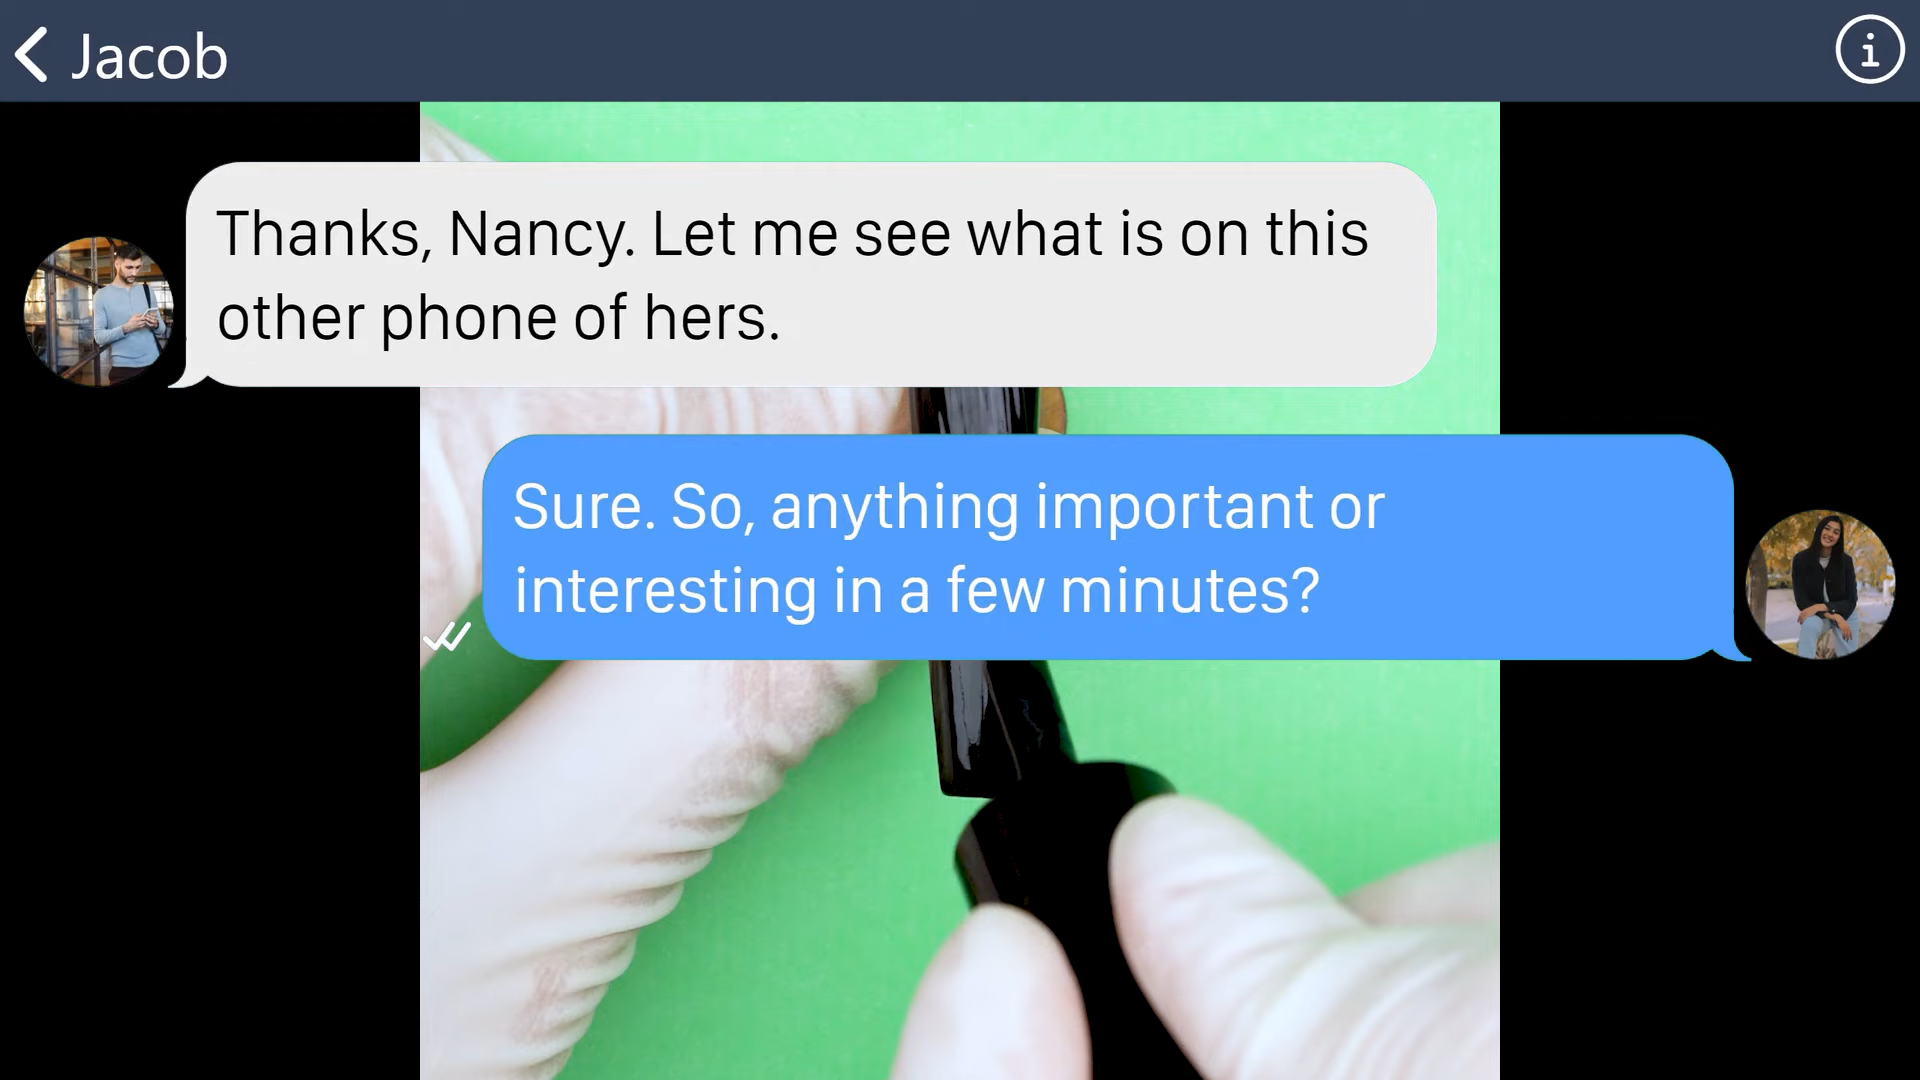 Jacob
Thanks, Nancy. Let me see what is on this
other phone of hers.
Sure. So, anything important or
interesting in a few minutes?